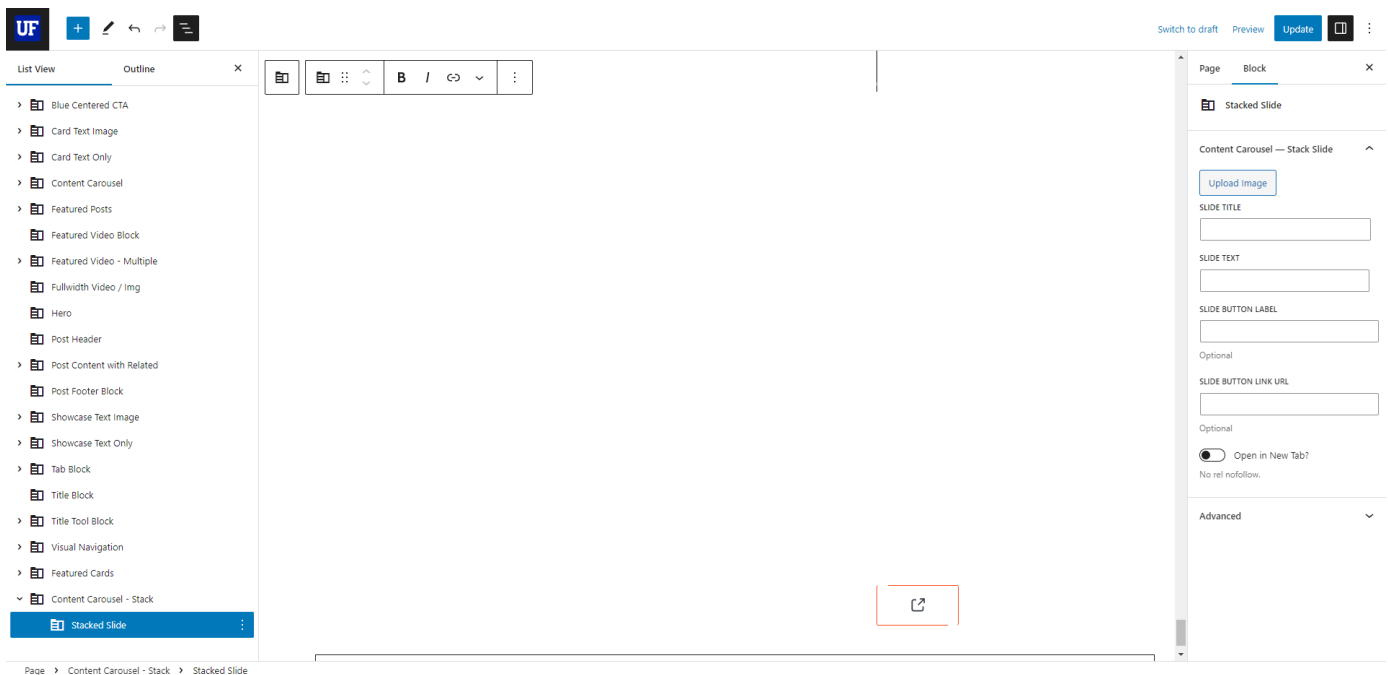 UF
Switch to draft
Preview
Update
List View
Outline
Blue Centered CTA
Card Text Image
Card Text Only
Content Carousel
Featured Posts
Featured Video Block
Featured Video - Multiple
Fullwidth Video / Img
Hero
Post Header
Post Content with Related
Post Footer Block
Showcase Text Image
Showcase Text Only
Tab Block
Title Block
Title Tool Block
Visual Navigation
Featured Cards
Content Carousel - Stack
Stacked Slide
B I
Page
Block
Stacked Slide
Content Carousel — Stack Slide
Upload Image
SLIDE TITLE
SLIDE TEXT
SLIDE BUTTON LABEL
Optional
SLIDE BUTTON LINK URL
Optional
Open in New Tab?
No rel nofollow.
Advanced
Page > Content Carousel - Stack > Stacked Slide